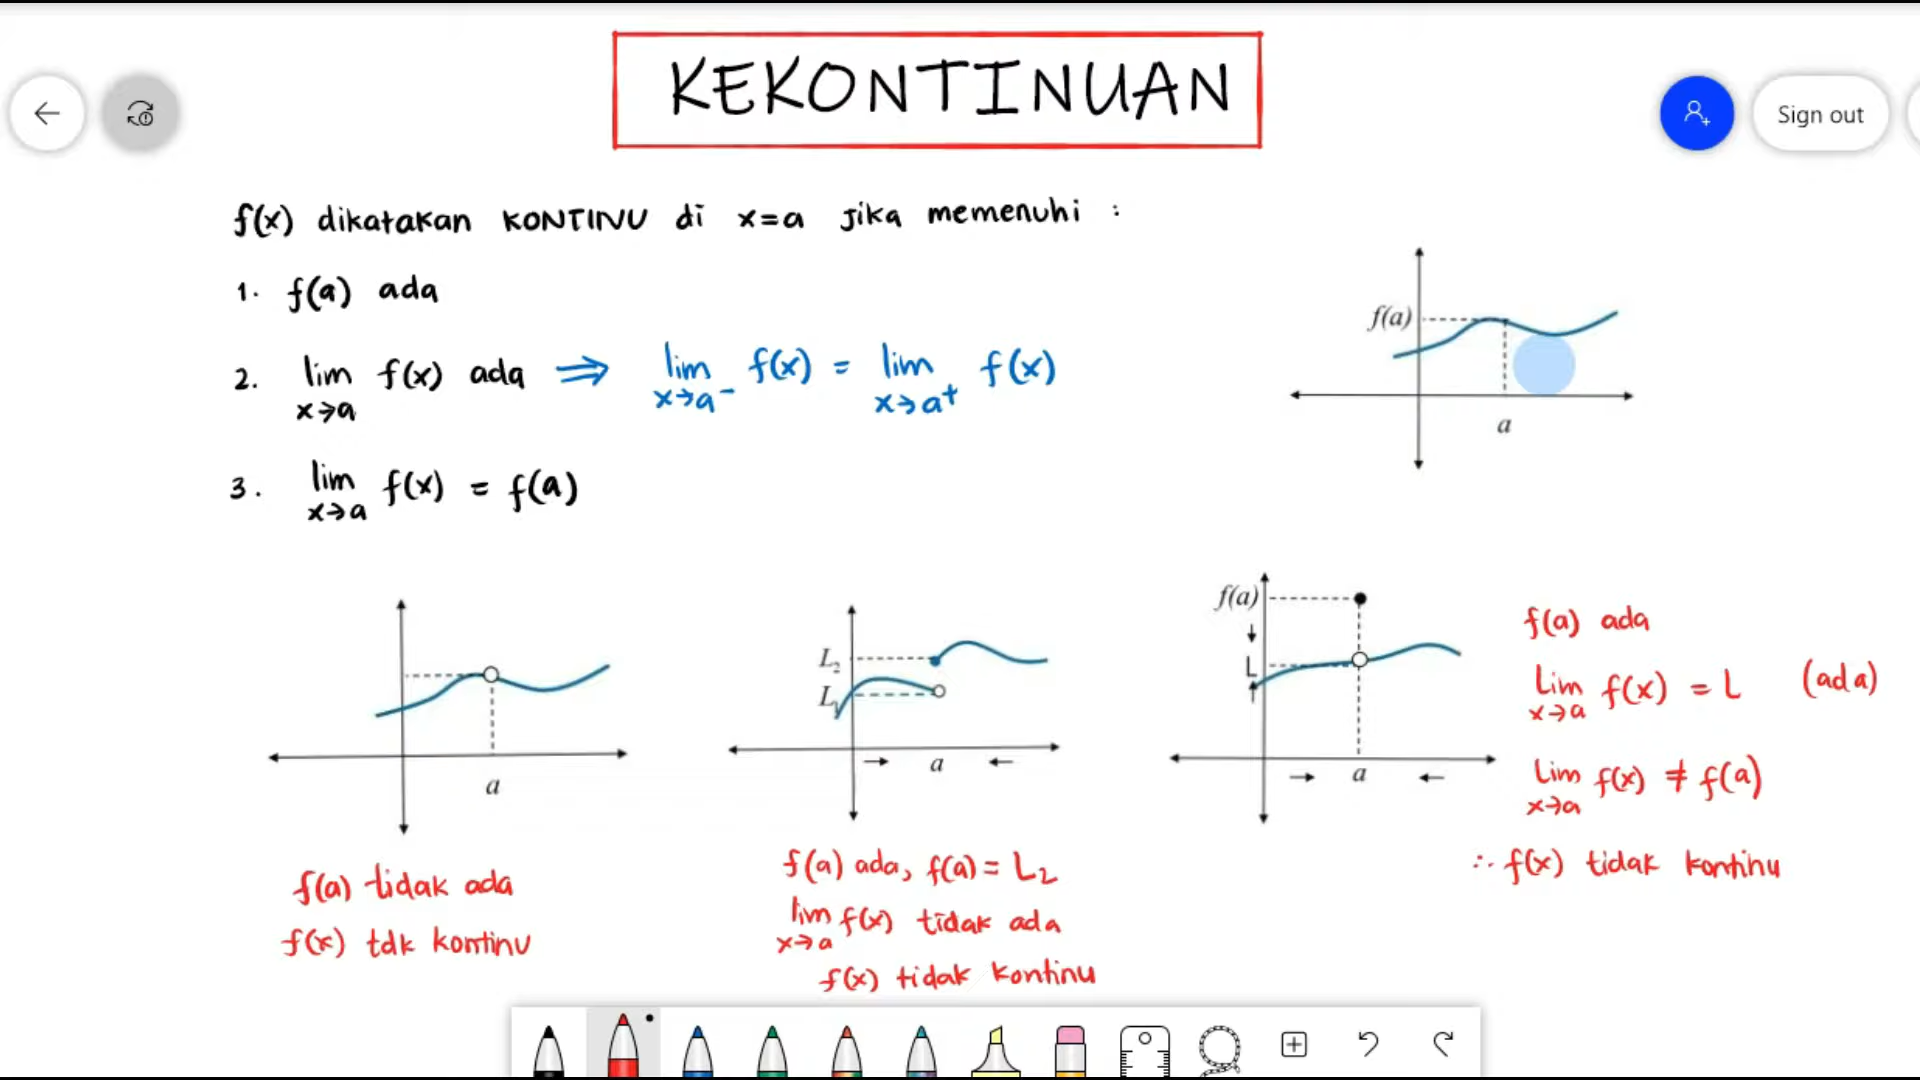 KEKONTINUAN
Sign out
f(x) dikatakan KONTINU di x=a jika memenuhi :
1. f(a) ada
2. lim x→a f(x) ada ⟹ lim x→a⁻ f(x) = lim x→a⁺ f(x)
3. lim x→a f(x) = f(a)
f(a)
a
a
f(a) tidak ada
f(x) tdk kontinu
L₂
L₁
→ a ←
f(a) ada, f(a) = L₂
lim x→a f(x) tidak ada
f(x) tidak kontinu
f(a)
↓
L
↑
→ a ←
f(a) ada
lim x→a f(x) = L (ada)
lim x→a f(x) ≠ f(a)
∴ f(x) tidak kontinu